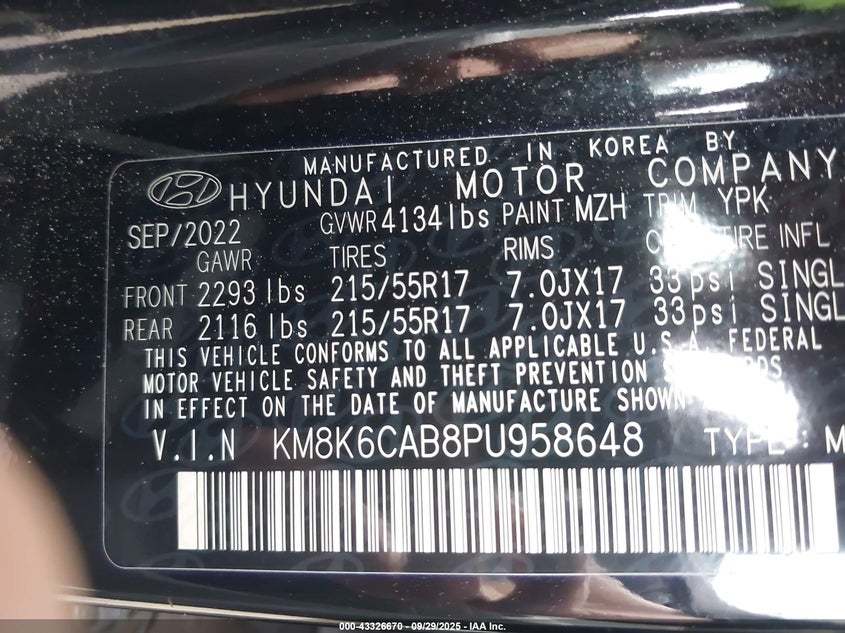 MANUFACTURED IN KOREA BY
HYUNDAI MOTOR COMPANY
SEP/2022 GVWR 4134lbs PAINT MZH TRIM YPK
GAWR TIRES RIMS TIRE INFL
FRONT 2293 lbs 215/55R17 7.0JX17 33psi SINGL
REAR 2116 lbs 215/55R17 7.0JX17 33psi SINGL
THIS VEHICLE CONFORMS TO ALL APPLICABLE U.S.A. FEDERAL
MOTOR VEHICLE SAFETY AND THEFT PREVENTION
IN EFFECT ON THE DATE OF MANUFACTURE SHOWN
V.I.N KM8K6CAB8PU958648 TYPE: M
000-43326670 - 09/29/2025 - IAA Inc.